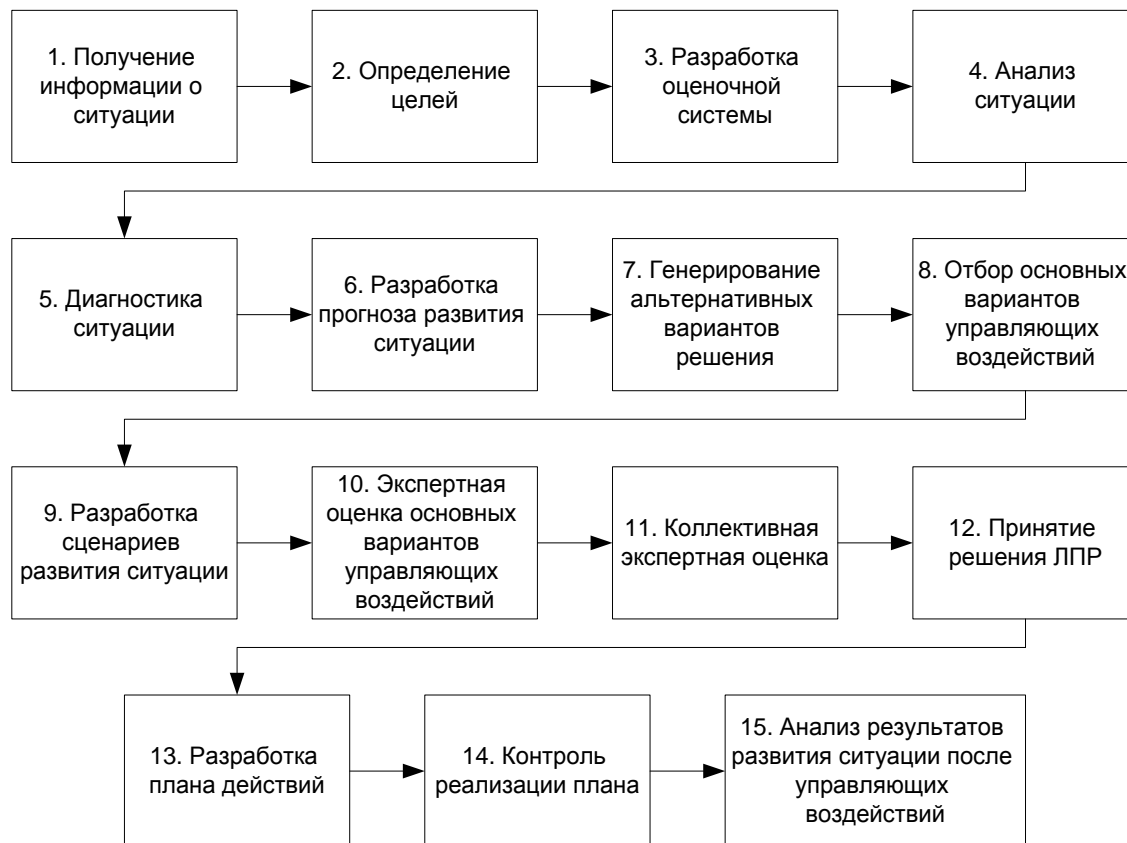 1. Получение
информации о
ситуации
2. Определение
целей
3. Разработка
оценочной
системы
4. Анализ
ситуации
5. Диагностика
ситуации
6. Разработка
прогноза развития
ситуации
7. Генерирование
альтернативных
вариантов
решения
8. Отбор основных
вариантов
управляющих
воздействий
9. Разработка
сценариев
развития ситуации
10. Экспертная
оценка основных
вариантов
управляющих
воздействий
11. Коллективная
экспертная оценка
12. Принятие
решения ЛПР
13. Разработка
плана действий
14. Контроль
реализации плана
15. Анализ результатов
развития ситуации после
управляющих
воздействий